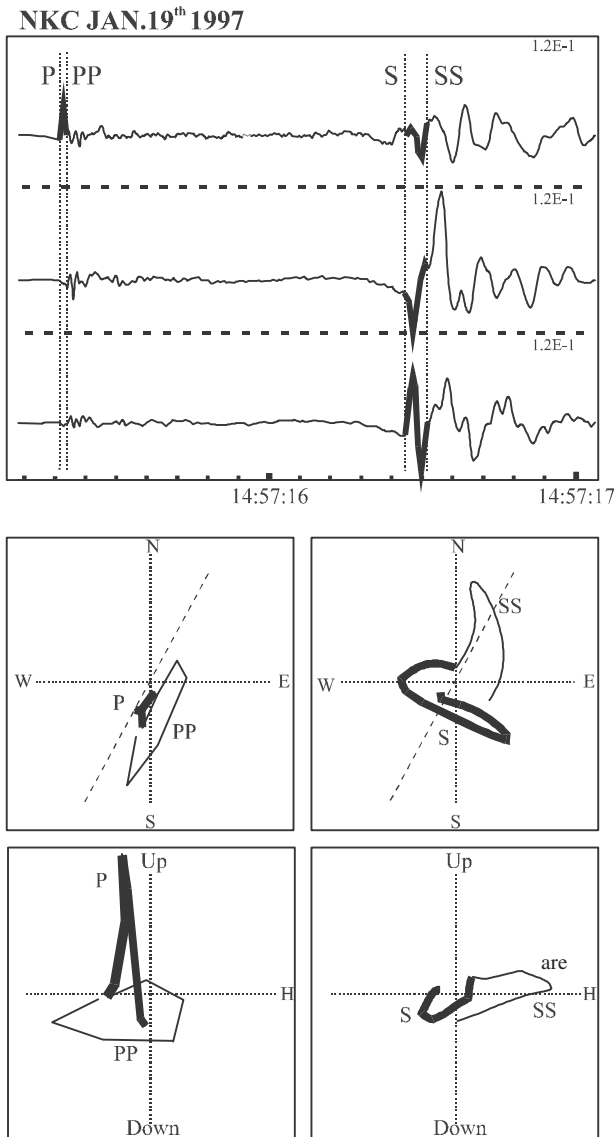 NKC JAN.19th 1997
1.2E-1
P PP S SS
1.2E-1
1.2E-1
14:57:16 14:57:17
N N
SS
W E W E
P
PP S
S S
Up Up
P
are
H H
S SS
PP
Down Down